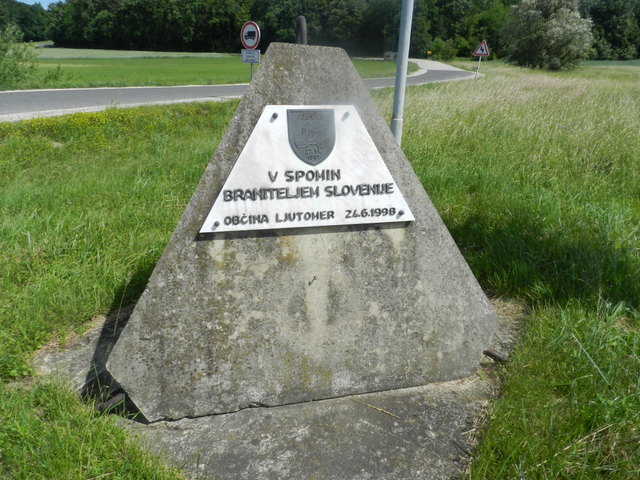 V SPOMIN
BRANITELJEM SLOVENIJE
OBČINA LJUTOMER 24.6.1998